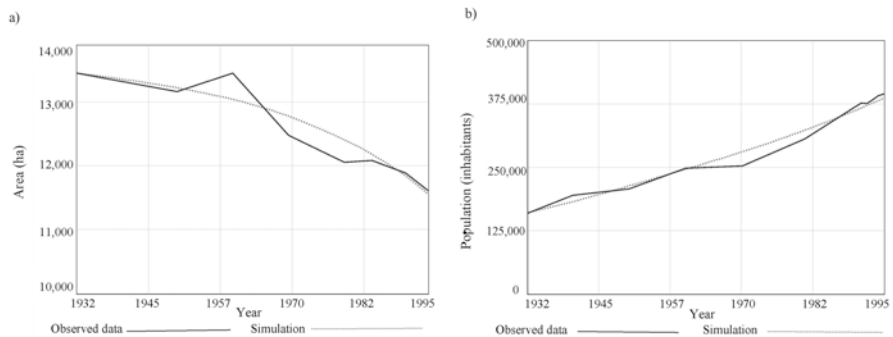 a)
14,000
13,000
12,000
11,000
10,000
Area (ha)
1932 1945 1957 1970 1982 1995
Year
Observed data Simulation
b)
500,000
375,000
250,000
125,000
0
Population (inhabitants)
1932 1945 1957 1970 1982 1995
Year
Observed data Simulation